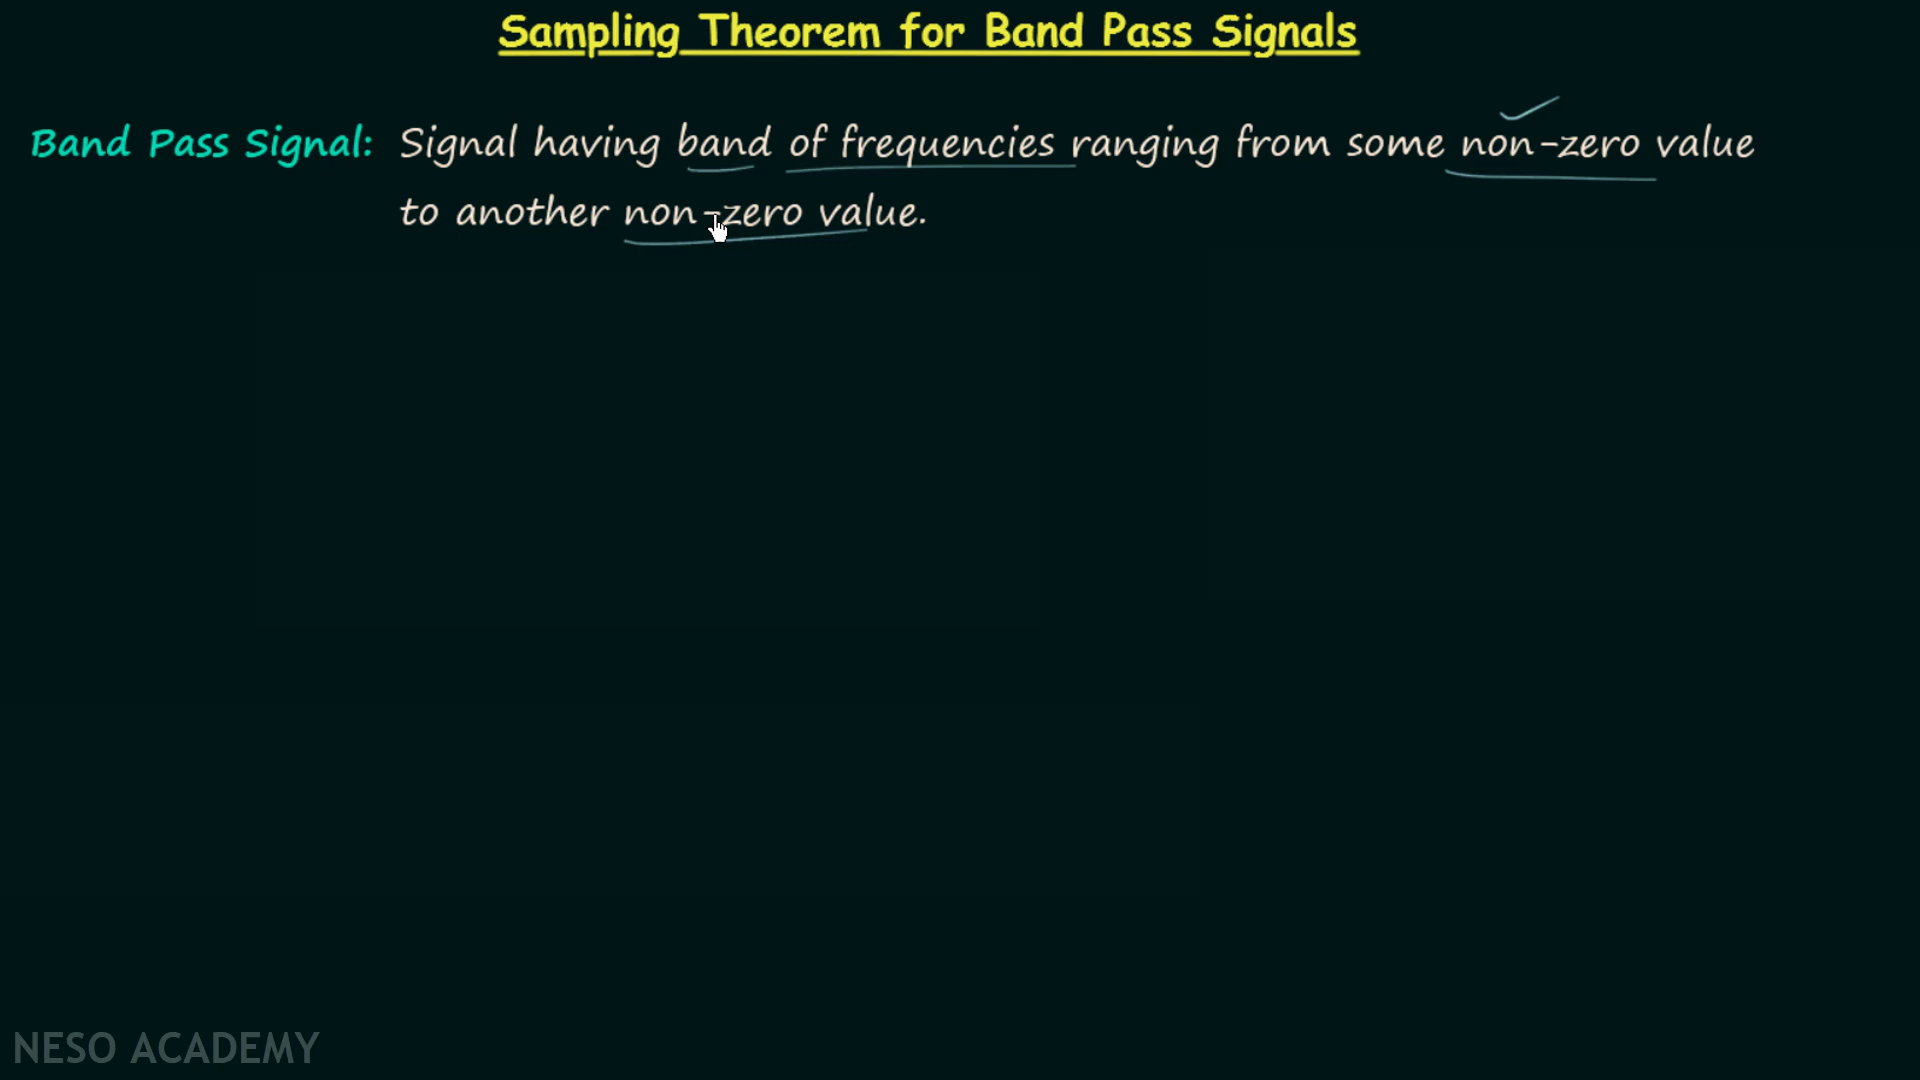 Sampling Theorem for Band Pass Signals
Band Pass Signal: Signal having band of frequencies ranging from some non-zero value
to another non-zero value.
NESO ACADEMY